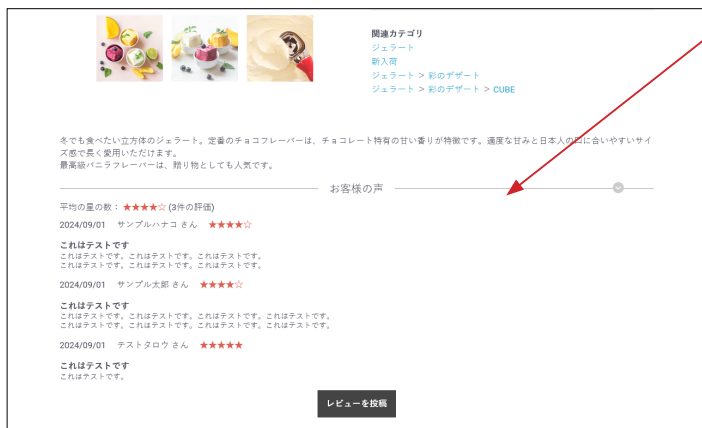 関連カテゴリ
ジェラート
新入荷
ジェラート > 彩のデザート
ジェラート > 彩のデザート > CUBE
冬でも食べたい立方体のジェラート。定番のチョコフレーバーは、チョコレート特有の甘い香りが特徴です。適度な甘みと日本人の口に合いやすいサイ
ズ感で長く愛用いただけます。
最高級バニラフレーバーは、贈り物としても人気です。
お客様の声
平均の星の数： ★★★★☆ (3件の評価)
2024/09/01 サンプルハナコ さん ★★★★☆
これはテストです
これはテストです。これはテストです。これはテストです。
これはテストです。これはテストです。これはテストです。
2024/09/01 サンプル太郎 さん ★★★★☆
これはテストです
これはテストです。これはテストです。これはテストです。これはテストです。
これはテストです。これはテストです。これはテストです。これはテストです。
2024/09/01 テストタロウ さん ★★★★★
これはテストです
これはテストです。
レビューを投稿